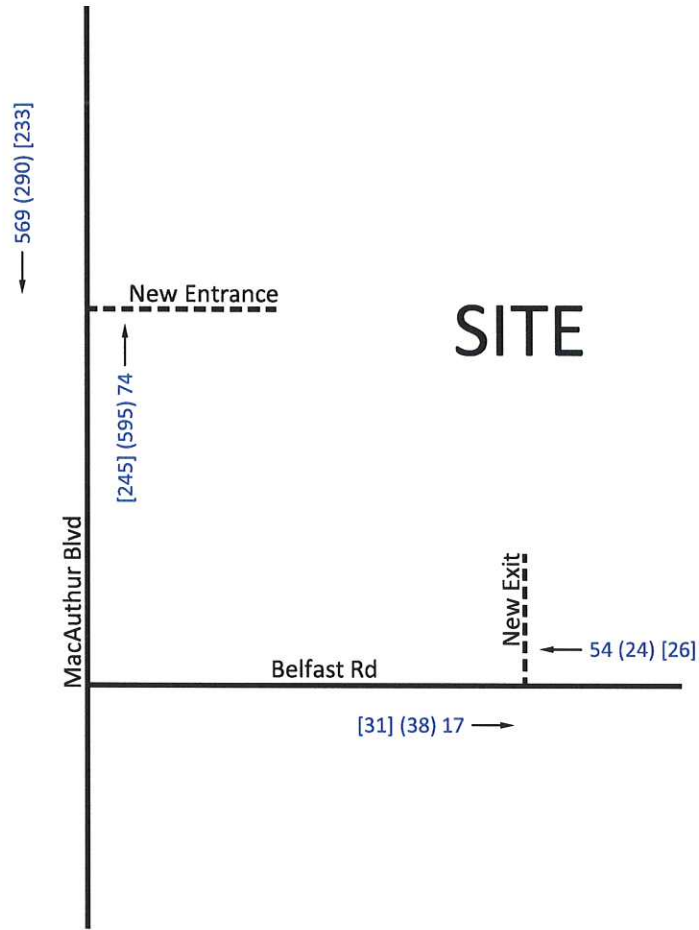 569 (290) [233]
New Entrance
SITE
[245] (595) 74
MacAuthur Blvd
New Exit
54 (24) [26]
Belfast Rd
[31] (38) 17